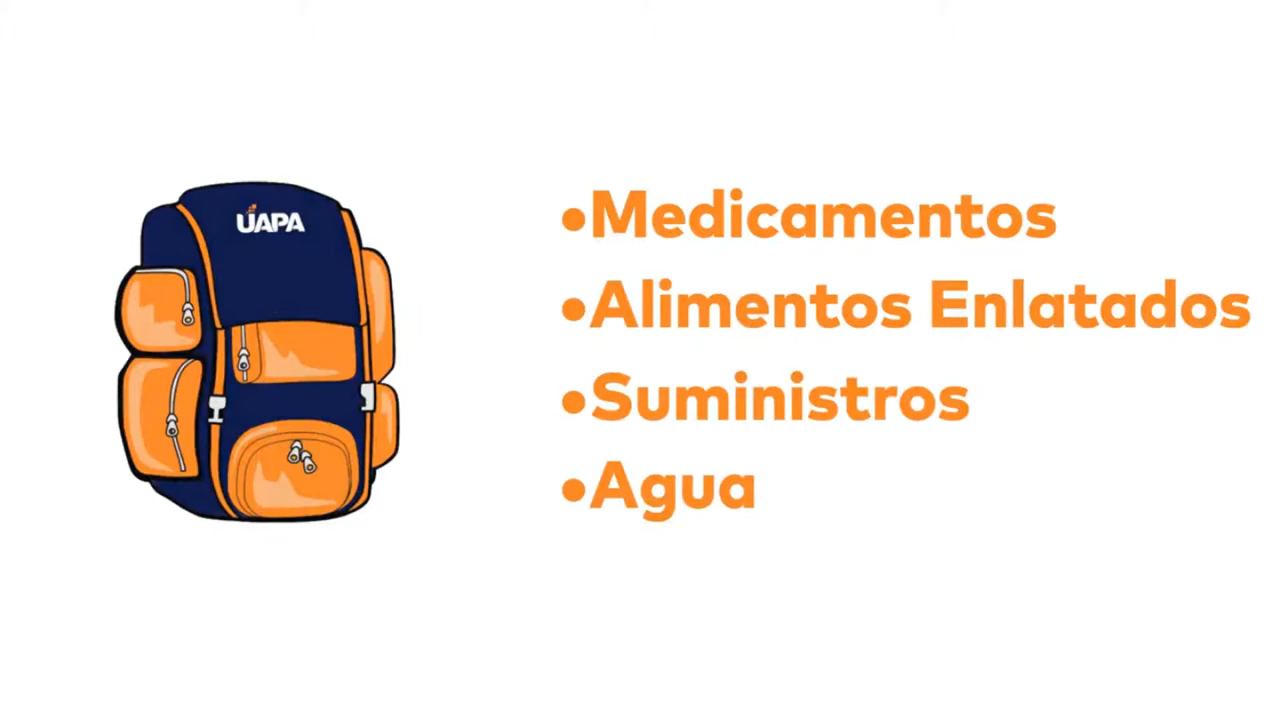 UAPA
•Medicamentos
•Alimentos Enlatados
•Suministros
•Agua